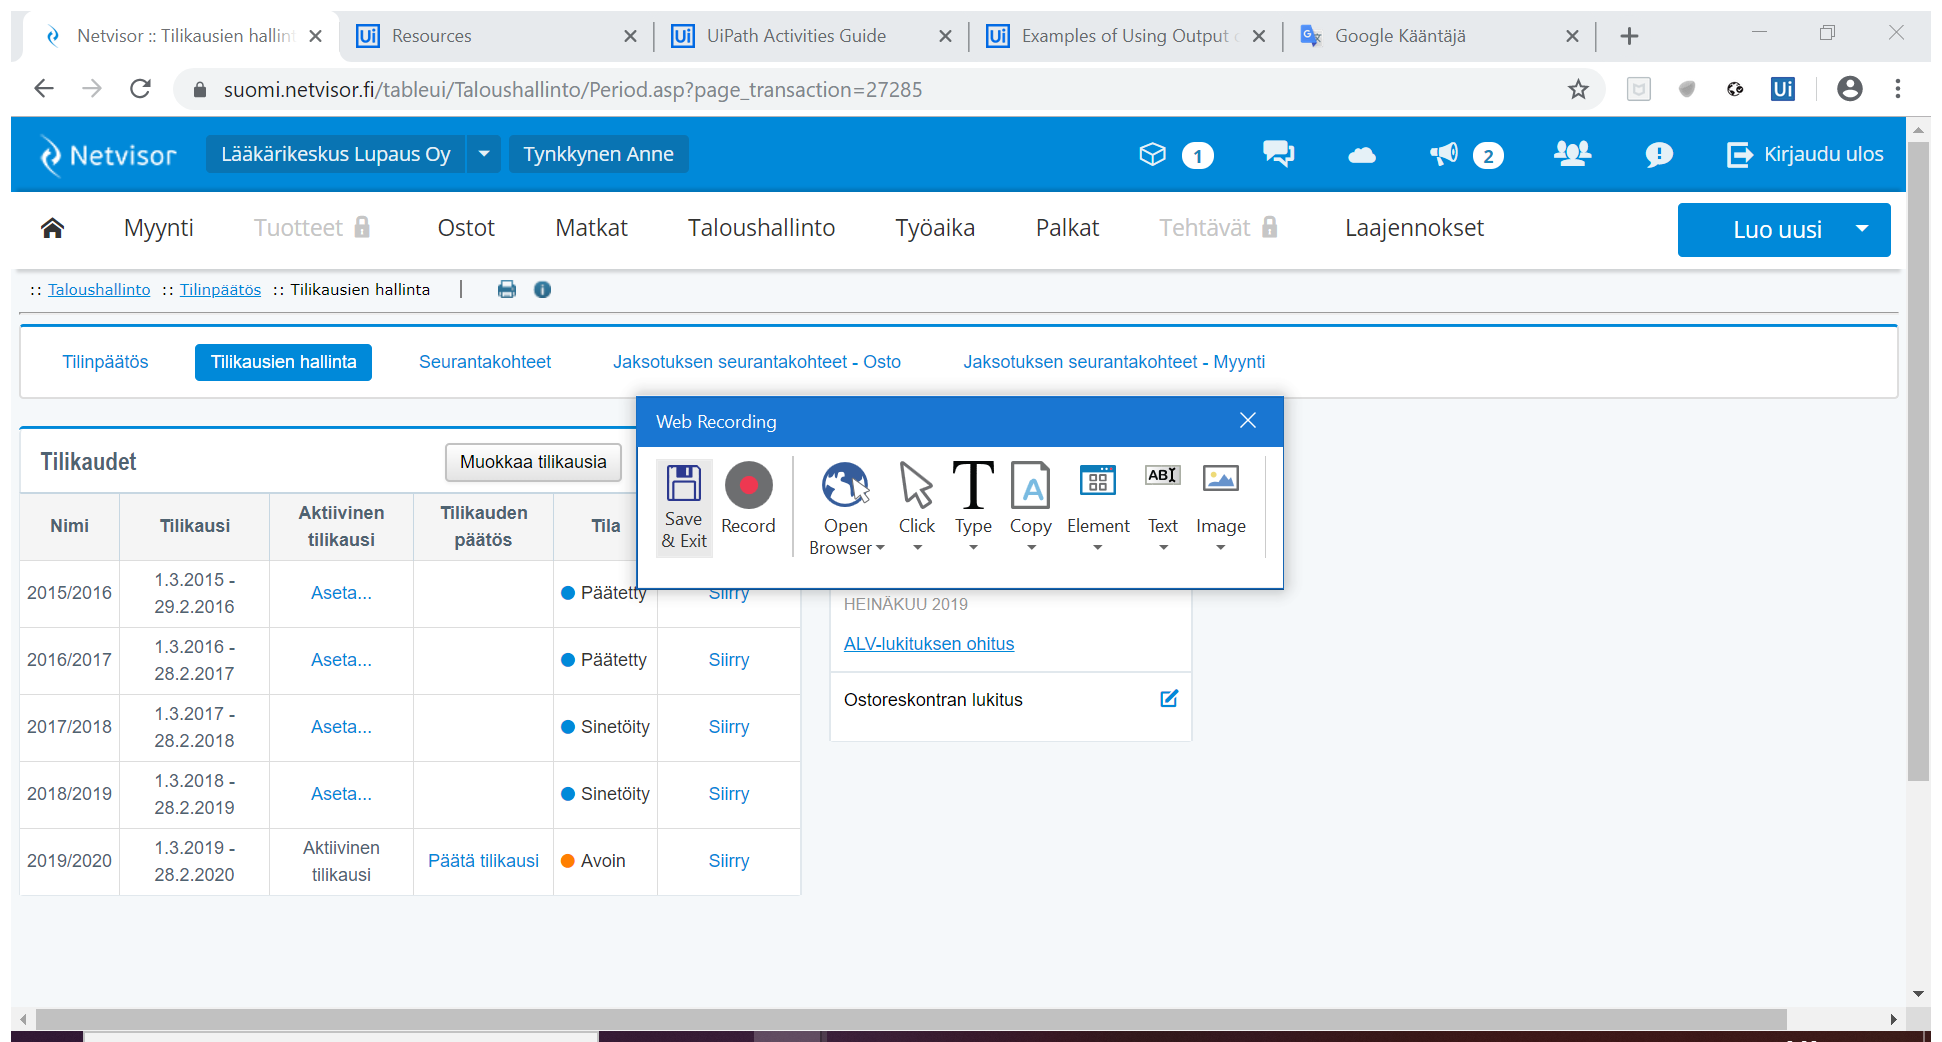 Netvisor :: Tilikausien hallint
Resources
UiPath Activities Guide
Examples of Using Output
Google Kääntäjä
suomi.netvisor.fi/tableui/Taloushallinto/Period.asp?page_transaction=27285
Netvisor
Lääkärikeskus Lupaus Oy
Tynkkynen Anne
1
2
Kirjaudu ulos
Myynti
Tuotteet
Ostot
Matkat
Taloushallinto
Työaika
Palkat
Tehtävät
Laajennokset
Luo uusi
:: Taloushallinto :: Tilinpäätös :: Tilikausien hallinta |
Tilinpäätös
Tilikausien hallinta
Seurantakohteet
Jaksotuksen seurantakohteet - Osto
Jaksotuksen seurantakohteet - Myynti
Web Recording
Save
& Exit
Record
Open
Browser
Click
Type
Copy
Element
Text
Image
Tilikaudet
Muokkaa tilikausia
Nimi
Tilikausi
Aktiivinen
tilikausi
Tilikauden
päätös
Tila
2015/2016
1.3.2015 -
29.2.2016
Aseta...
Päätetty
Siirry
2016/2017
1.3.2016 -
28.2.2017
Aseta...
Päätetty
Siirry
2017/2018
1.3.2017 -
28.2.2018
Aseta...
Sinetöity
Siirry
2018/2019
1.3.2018 -
28.2.2019
Aseta...
Sinetöity
Siirry
2019/2020
1.3.2019 -
28.2.2020
Aktiivinen
tilikausi
Päätä tilikausi
Avoin
Siirry
HEINÄKUU 2019
ALV-lukituksen ohitus
Ostoreskontran lukitus